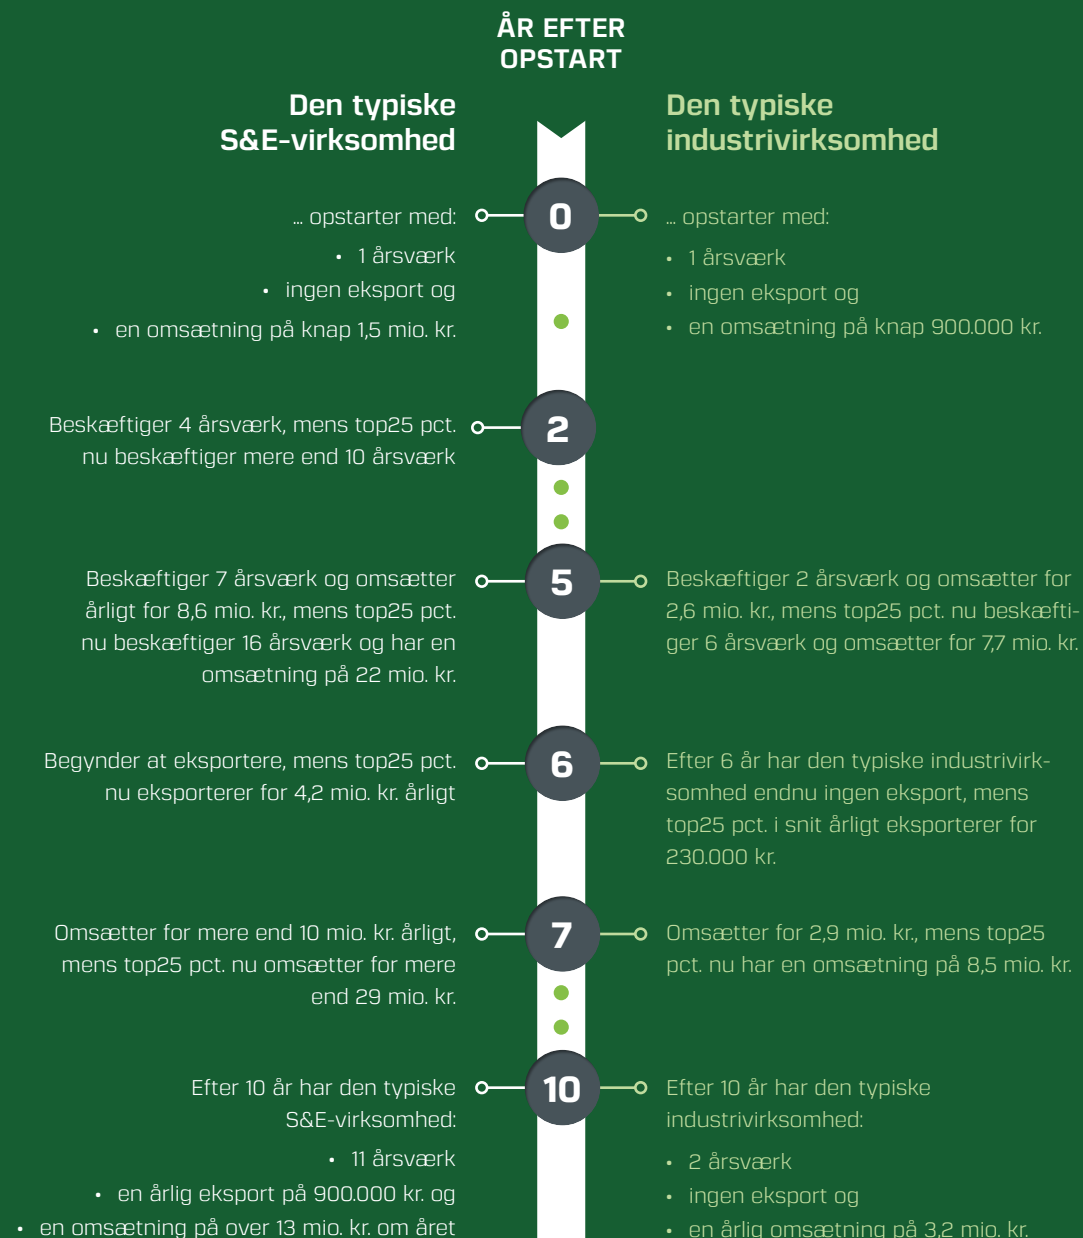 ÅR EFTER
OPSTART
Den typiske
S&E-virksomhed
Den typiske
industrivirksomhed
... opstarter med:
• 1 årsværk
• ingen eksport og
• en omsætning på knap 1,5 mio. kr.
0
... opstarter med:
• 1 årsværk
• ingen eksport og
• en omsætning på knap 900.000 kr.
Beskæftiger 4 årsværk, mens top25 pct.
nu beskæftiger mere end 10 årsværk
2
Beskæftiger 7 årsværk og omsætter
årligt for 8,6 mio. kr., mens top25 pct.
nu beskæftiger 16 årsværk og har en
omsætning på 22 mio. kr.
5
Beskæftiger 2 årsværk og omsætter for
2,6 mio. kr., mens top25 pct. nu beskæfti-
ger 6 årsværk og omsætter for 7,7 mio. kr.
Begynder at eksportere, mens top25 pct.
nu eksporterer for 4,2 mio. kr. årligt
6
Efter 6 år har den typiske industrivirk-
somhed endnu ingen eksport, mens
top25 pct. i snit årligt eksporterer for
230.000 kr.
Omsætter for mere end 10 mio. kr. årligt,
mens top25 pct. nu omsætter for mere
end 29 mio. kr.
7
Omsætter for 2,9 mio. kr., mens top25
pct. nu har en omsætning på 8,5 mio. kr.
Efter 10 år har den typiske
S&E-virksomhed:
• 11 årsværk
• en årlig eksport på 900.000 kr. og
• en omsætning på over 13 mio. kr. om året
10
Efter 10 år har den typiske
industrivirksomhed:
• 2 årsværk
• ingen eksport og
• en årlig omsætning på 3,2 mio. kr.